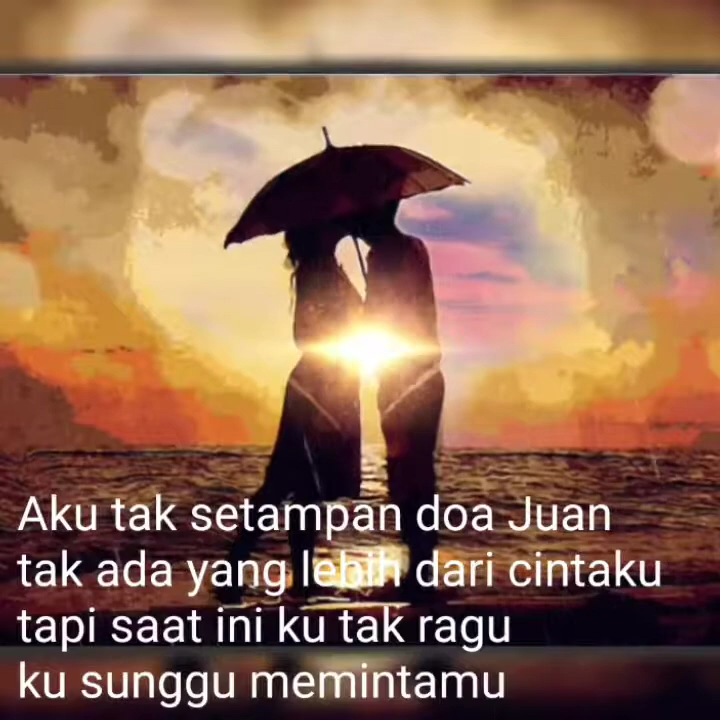 Aku tak setampan doa Juan
tak ada yang lebih dari cintaku
tapi saat ini ku tak ragu
ku sunggu memintamu